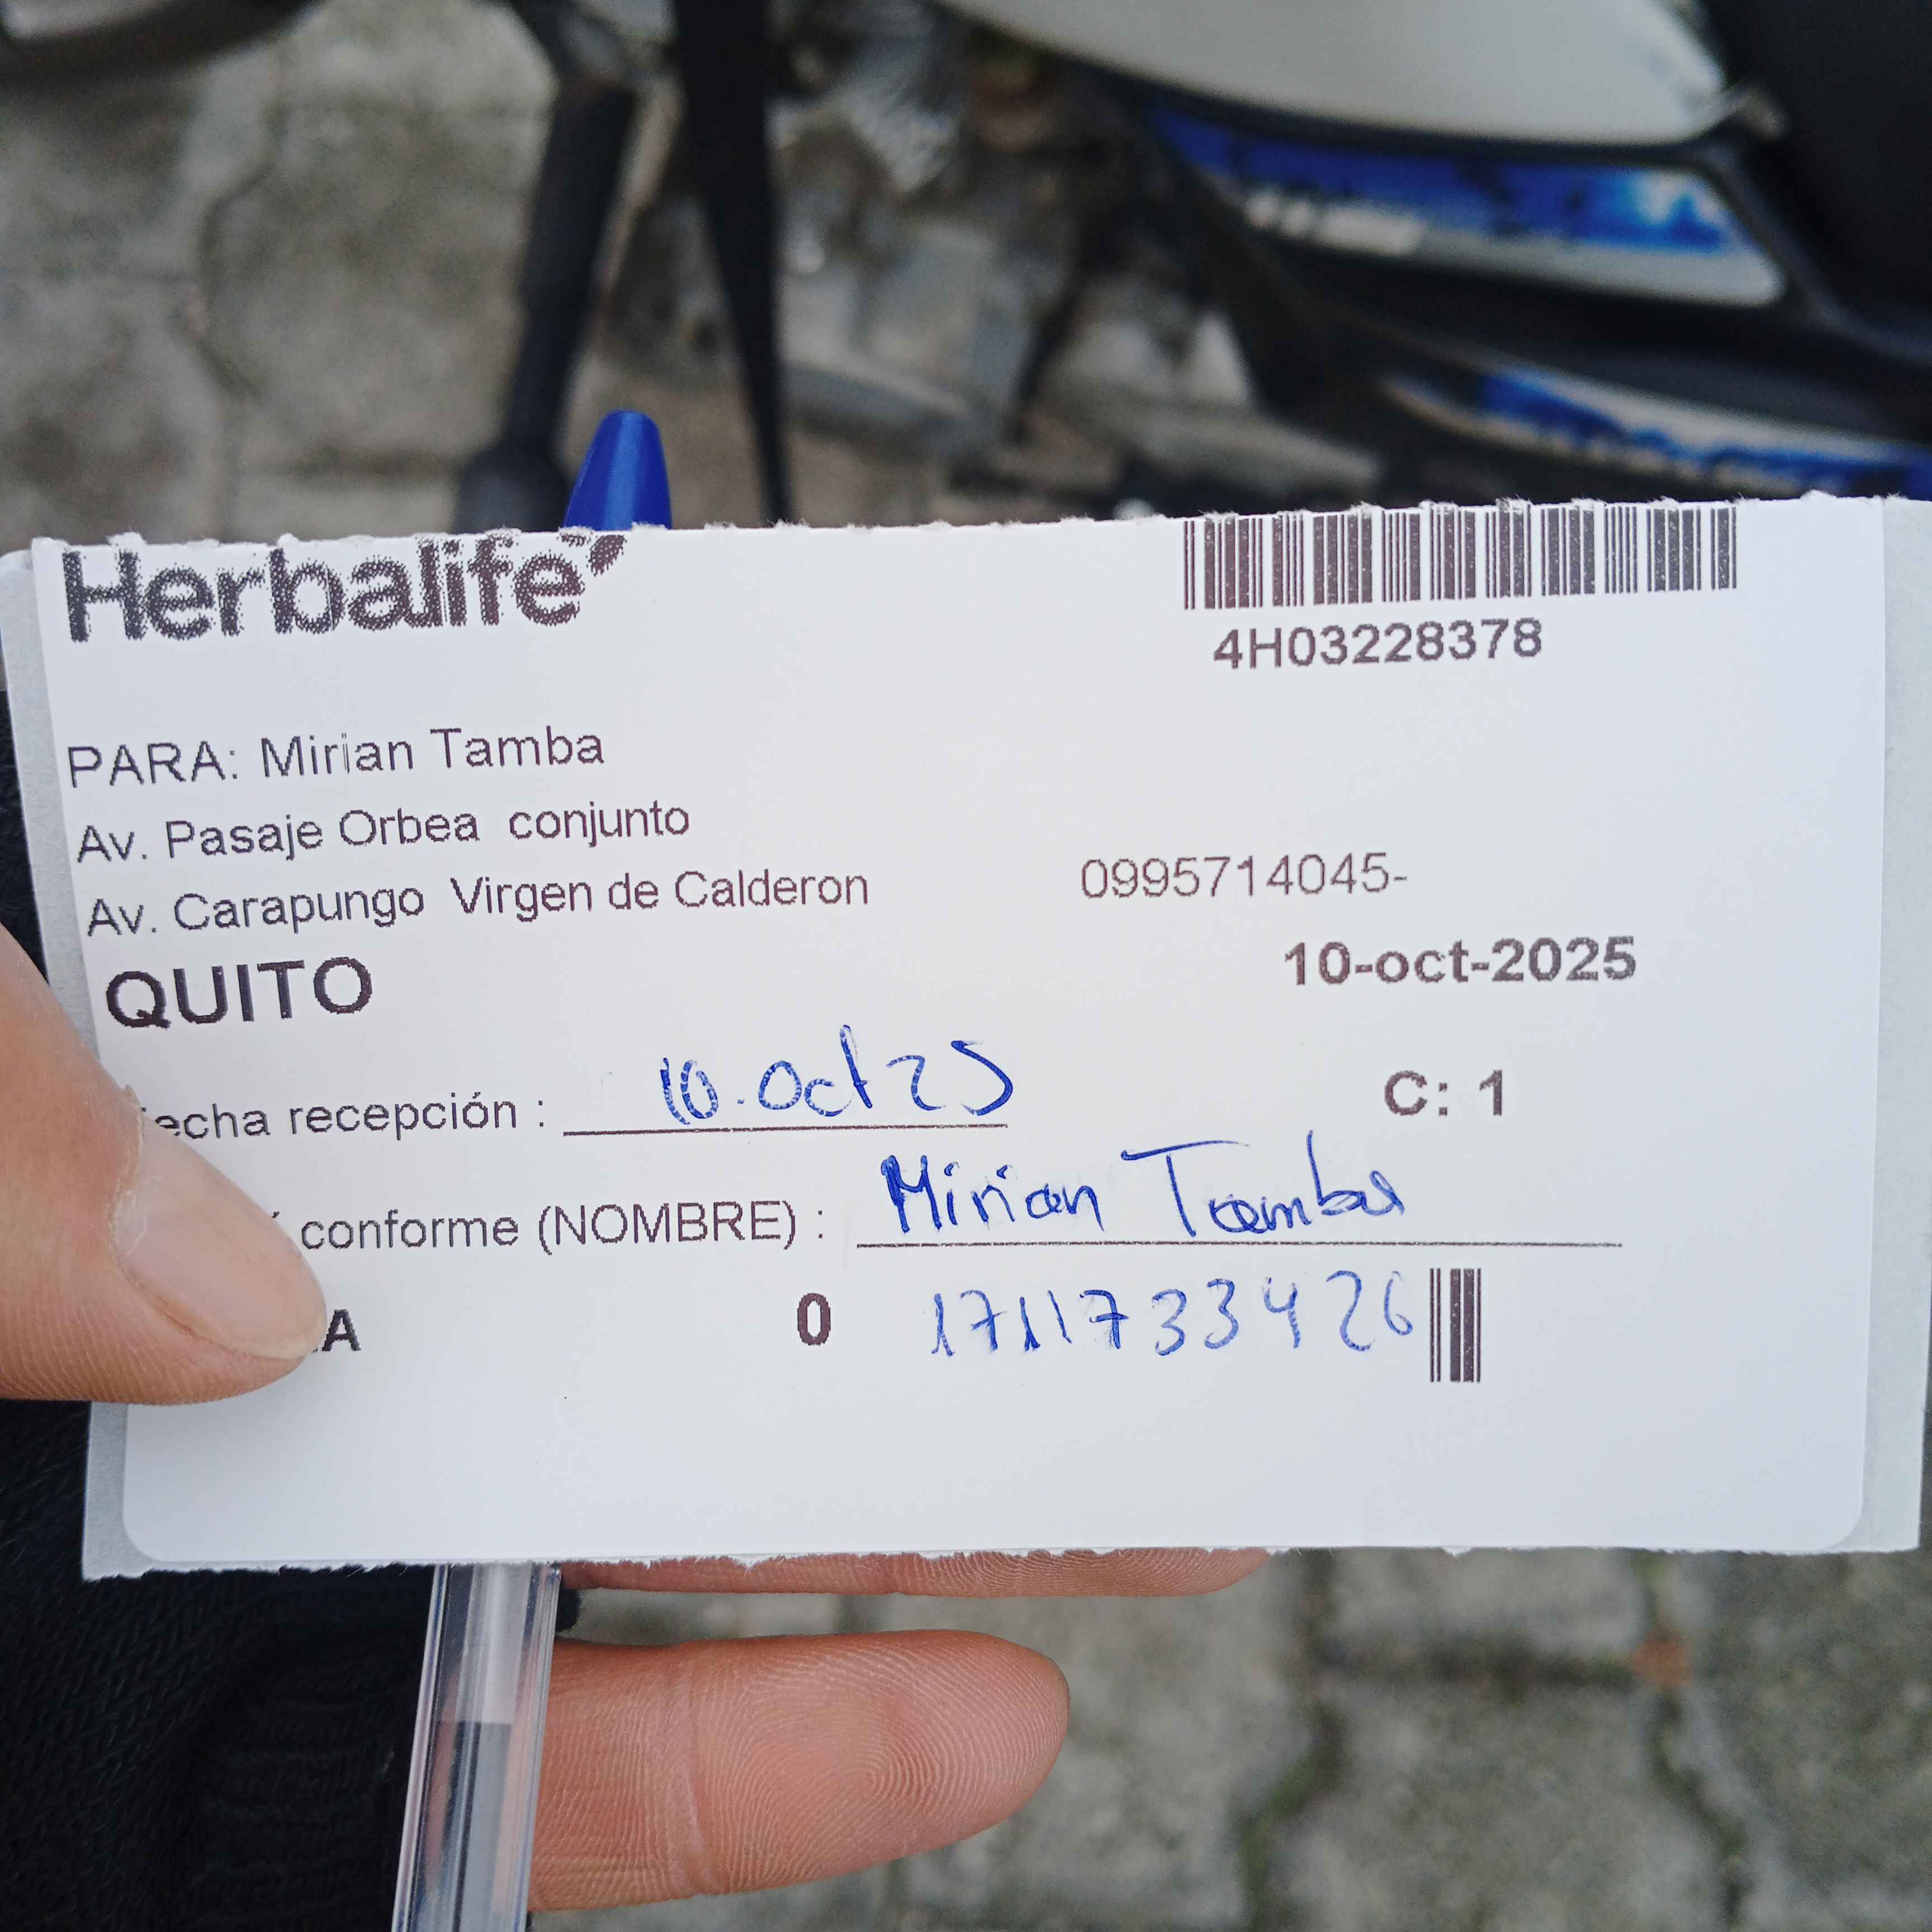 Herbalife
4H03228378
PARA: Mirian Tamba
Av. Pasaje Orbea conjunto
Av. Carapungo Virgen de Calderon
0995714045-
QUITO
10-oct-2025
echa recepción : 10.Oct 25
C: 1
conforme (NOMBRE) : Mirian Tamba
A 0 1711733426